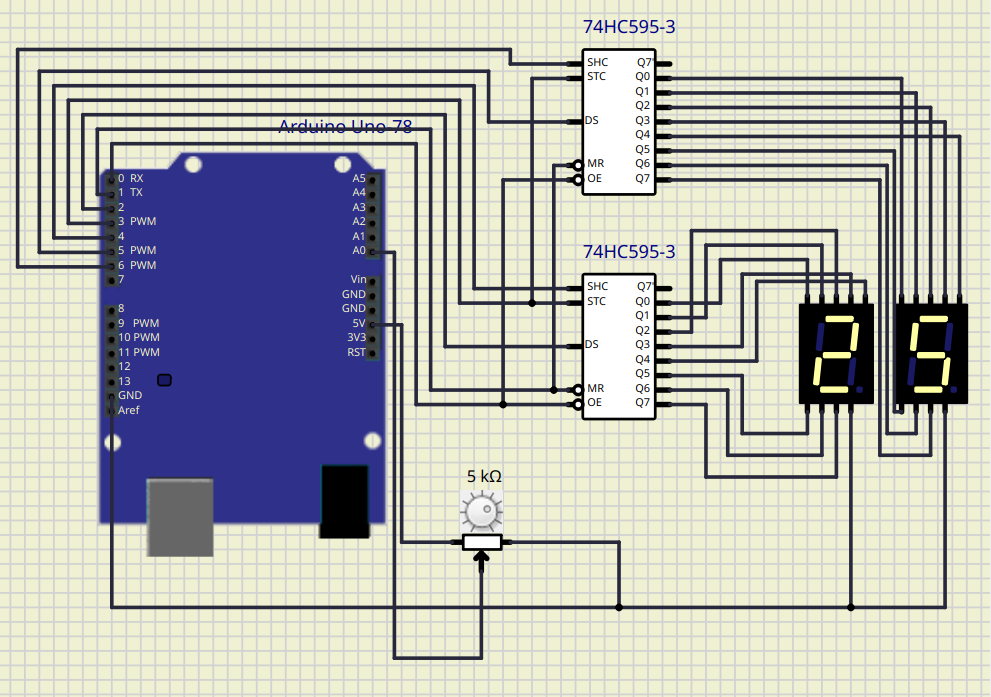 74HC595-3
SHC Q7'
STC Q0
Q1
Q2
DS Q3
Q4
Q5
MR Q6
OE Q7
Arduino Uno-78
0 RX A5
1 TX A4
2 A3
3 PWM A2
4 A1
5 PWM A0
6 PWM
7 Vin
GND
8 GND
9 PWM 5V
10 PWM 3V3
11 PWM RST
12
13
GND
Aref
74HC595-3
SHC Q7'
STC Q0
Q1
Q2
DS Q3
Q4
Q5
MR Q6
OE Q7
2 6
5 kΩ